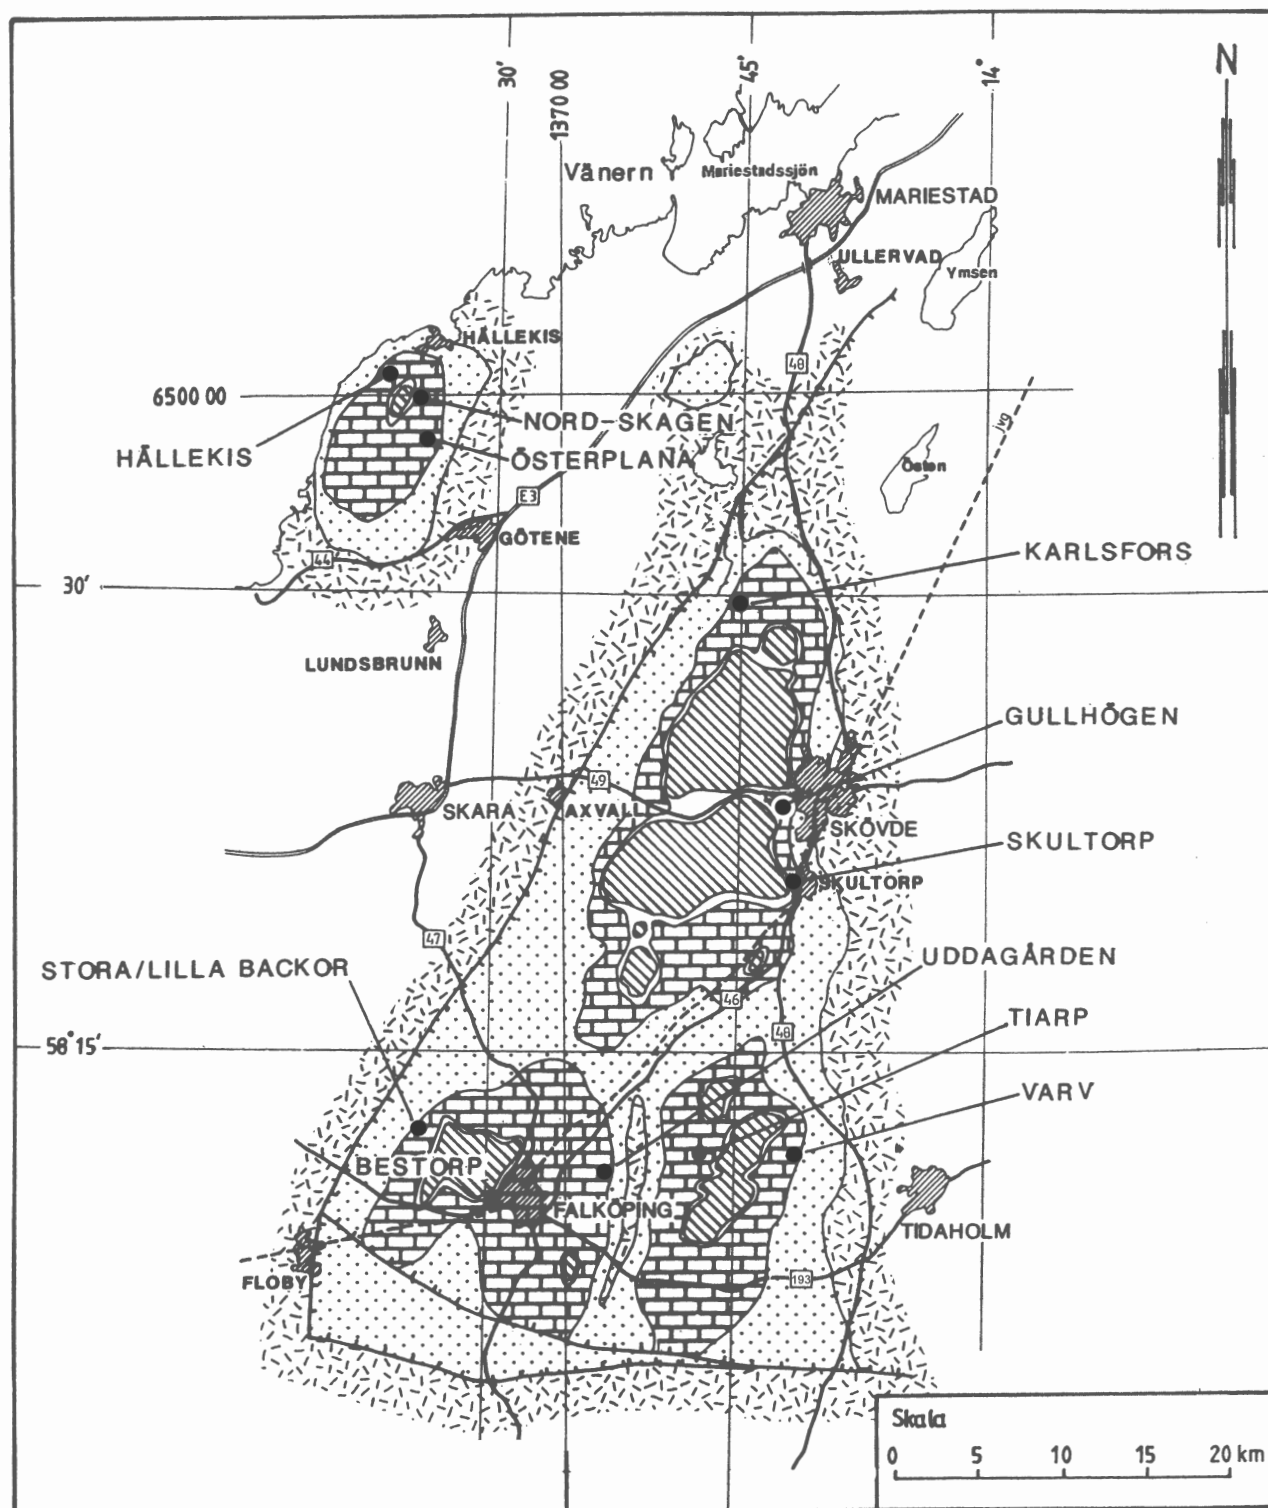 30'
1370 00
45'
14°
N
Vänern
Mariestadssjön
MARIESTAD
ULLERVAD
Ymsen
HÄLLEKIS
48
6500 00
NORD-SKAGEN
jvg
HÄLLEKIS
ÖSTERPLANA
Östen
E3
GÖTENE
KARLSFORS
44
30'
LUNDSBRUNN
GULLHÖGEN
49
SKARA
AXVALL
SKÖVDE
SKULTORP
SKULTORP
47
STORA/LILLA BACKOR
UDDAGÅRDEN
46
TIARP
48
58° 15'
VARV
BESTORP
FALKÖPING
TIDAHOLM
FLOBY
193
Skala
0 5 10 15 20 km